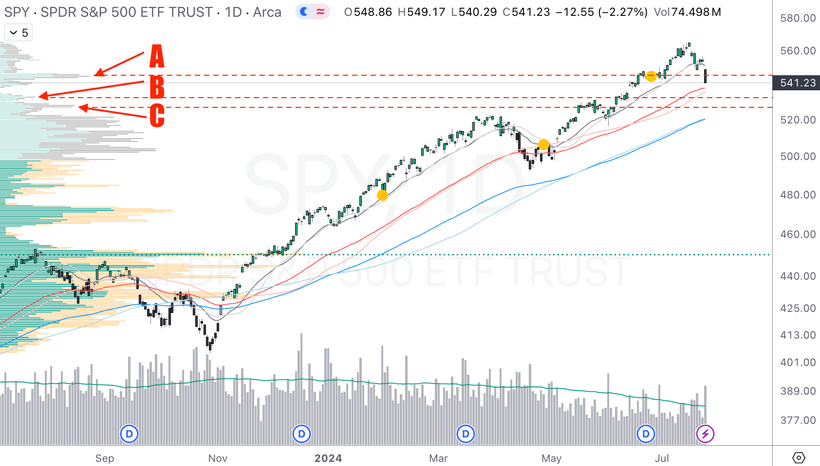 SPY · SPDR S&P 500 ETF TRUST · 1D · Arca O548.86 H549.17 L540.29 C541.23 −12.55 (−2.27%) Vol74.498M
5
580.00
A
560.00
B
541.23
C
520.00
500.00
SPY, 1D
480.00
460.00
SPDR S&P 500 ETF TRUST
440.00
425.00
413.00
401.00
389.00
377.00
D D D D
Sep Nov 2024 Mar May Jul